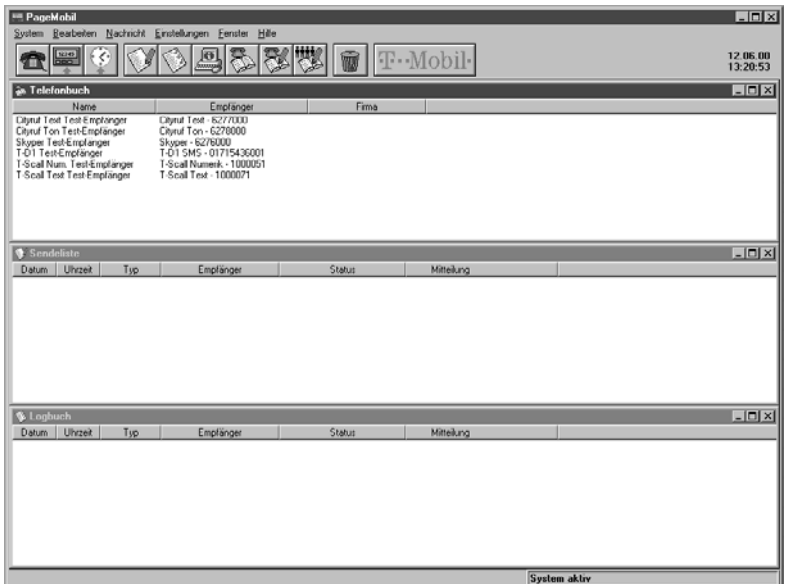 PageMobil
System Bearbeiten Nachricht Einstellungen Fenster Hilfe
T··Mobil·
12.06.00
13:20:53
Telefonbuch
Name Empfänger Firma
Cityruf Text Test-Empfänger Cityruf Text - 6277000
Cityruf Ton Test-Empfänger Cityruf Ton - 6278000
Skyper Test-Empfänger Skyper - 6276000
T-D1 Test-Empfänger T-D1 SMS - 01715436001
T-Scall Num. Test-Empfänger T-Scall Numerik - 1000051
T-Scall Text Test-Empfänger T-Scall Text - 1000071
Sendeliste
Datum Uhrzeit Typ Empfänger Status Mitteilung
Logbuch
Datum Uhrzeit Typ Empfänger Status Mitteilung
System aktiv